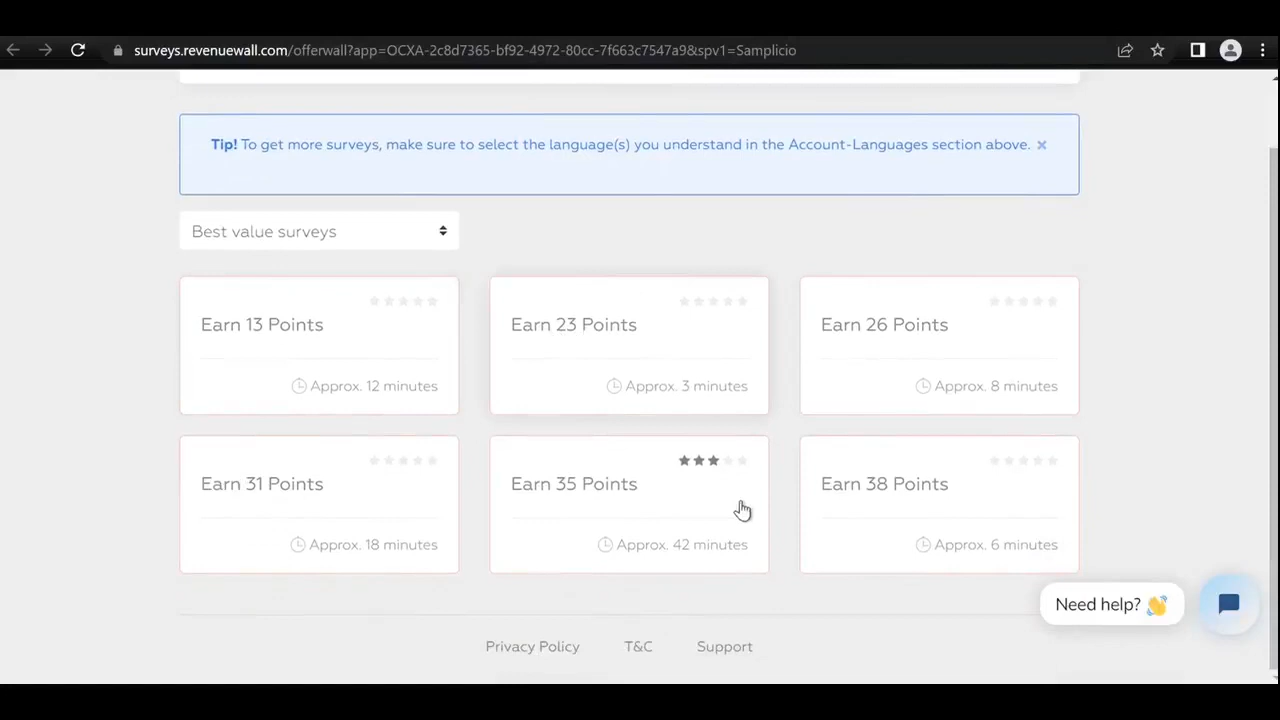 surveys.revenuewall.com/offerwall?app=OCXA-2c8d7365-bf92-4972-80cc-7f663c7547a9&spv1=Samplicio
Tip! To get more surveys, make sure to select the language(s) you understand in the Account-Languages section above. ×
Best value surveys
Earn 13 Points
Approx. 12 minutes
Earn 23 Points
Approx. 3 minutes
Earn 26 Points
Approx. 8 minutes
Earn 31 Points
Approx. 18 minutes
Earn 35 Points
Approx. 42 minutes
Earn 38 Points
Approx. 6 minutes
Need help? 👋
Privacy Policy
T&C
Support